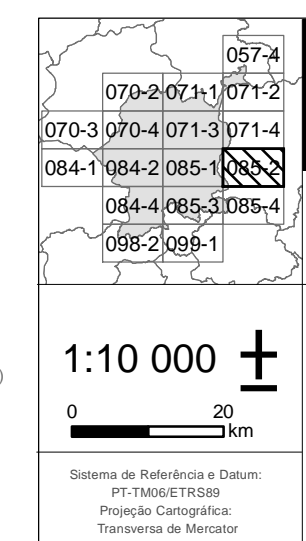 057-4
070-2 071-1 071-2
070-3 070-4 071-3 071-4
084-1 084-2 085-1 085-2
084-4 085-3 085-4
098-2 099-1
1:10 000
0 20
km
Sistema de Referência e Datum:
PT-TM06/ETRS89
Projeção Cartográfica:
Transversa de Mercator
)